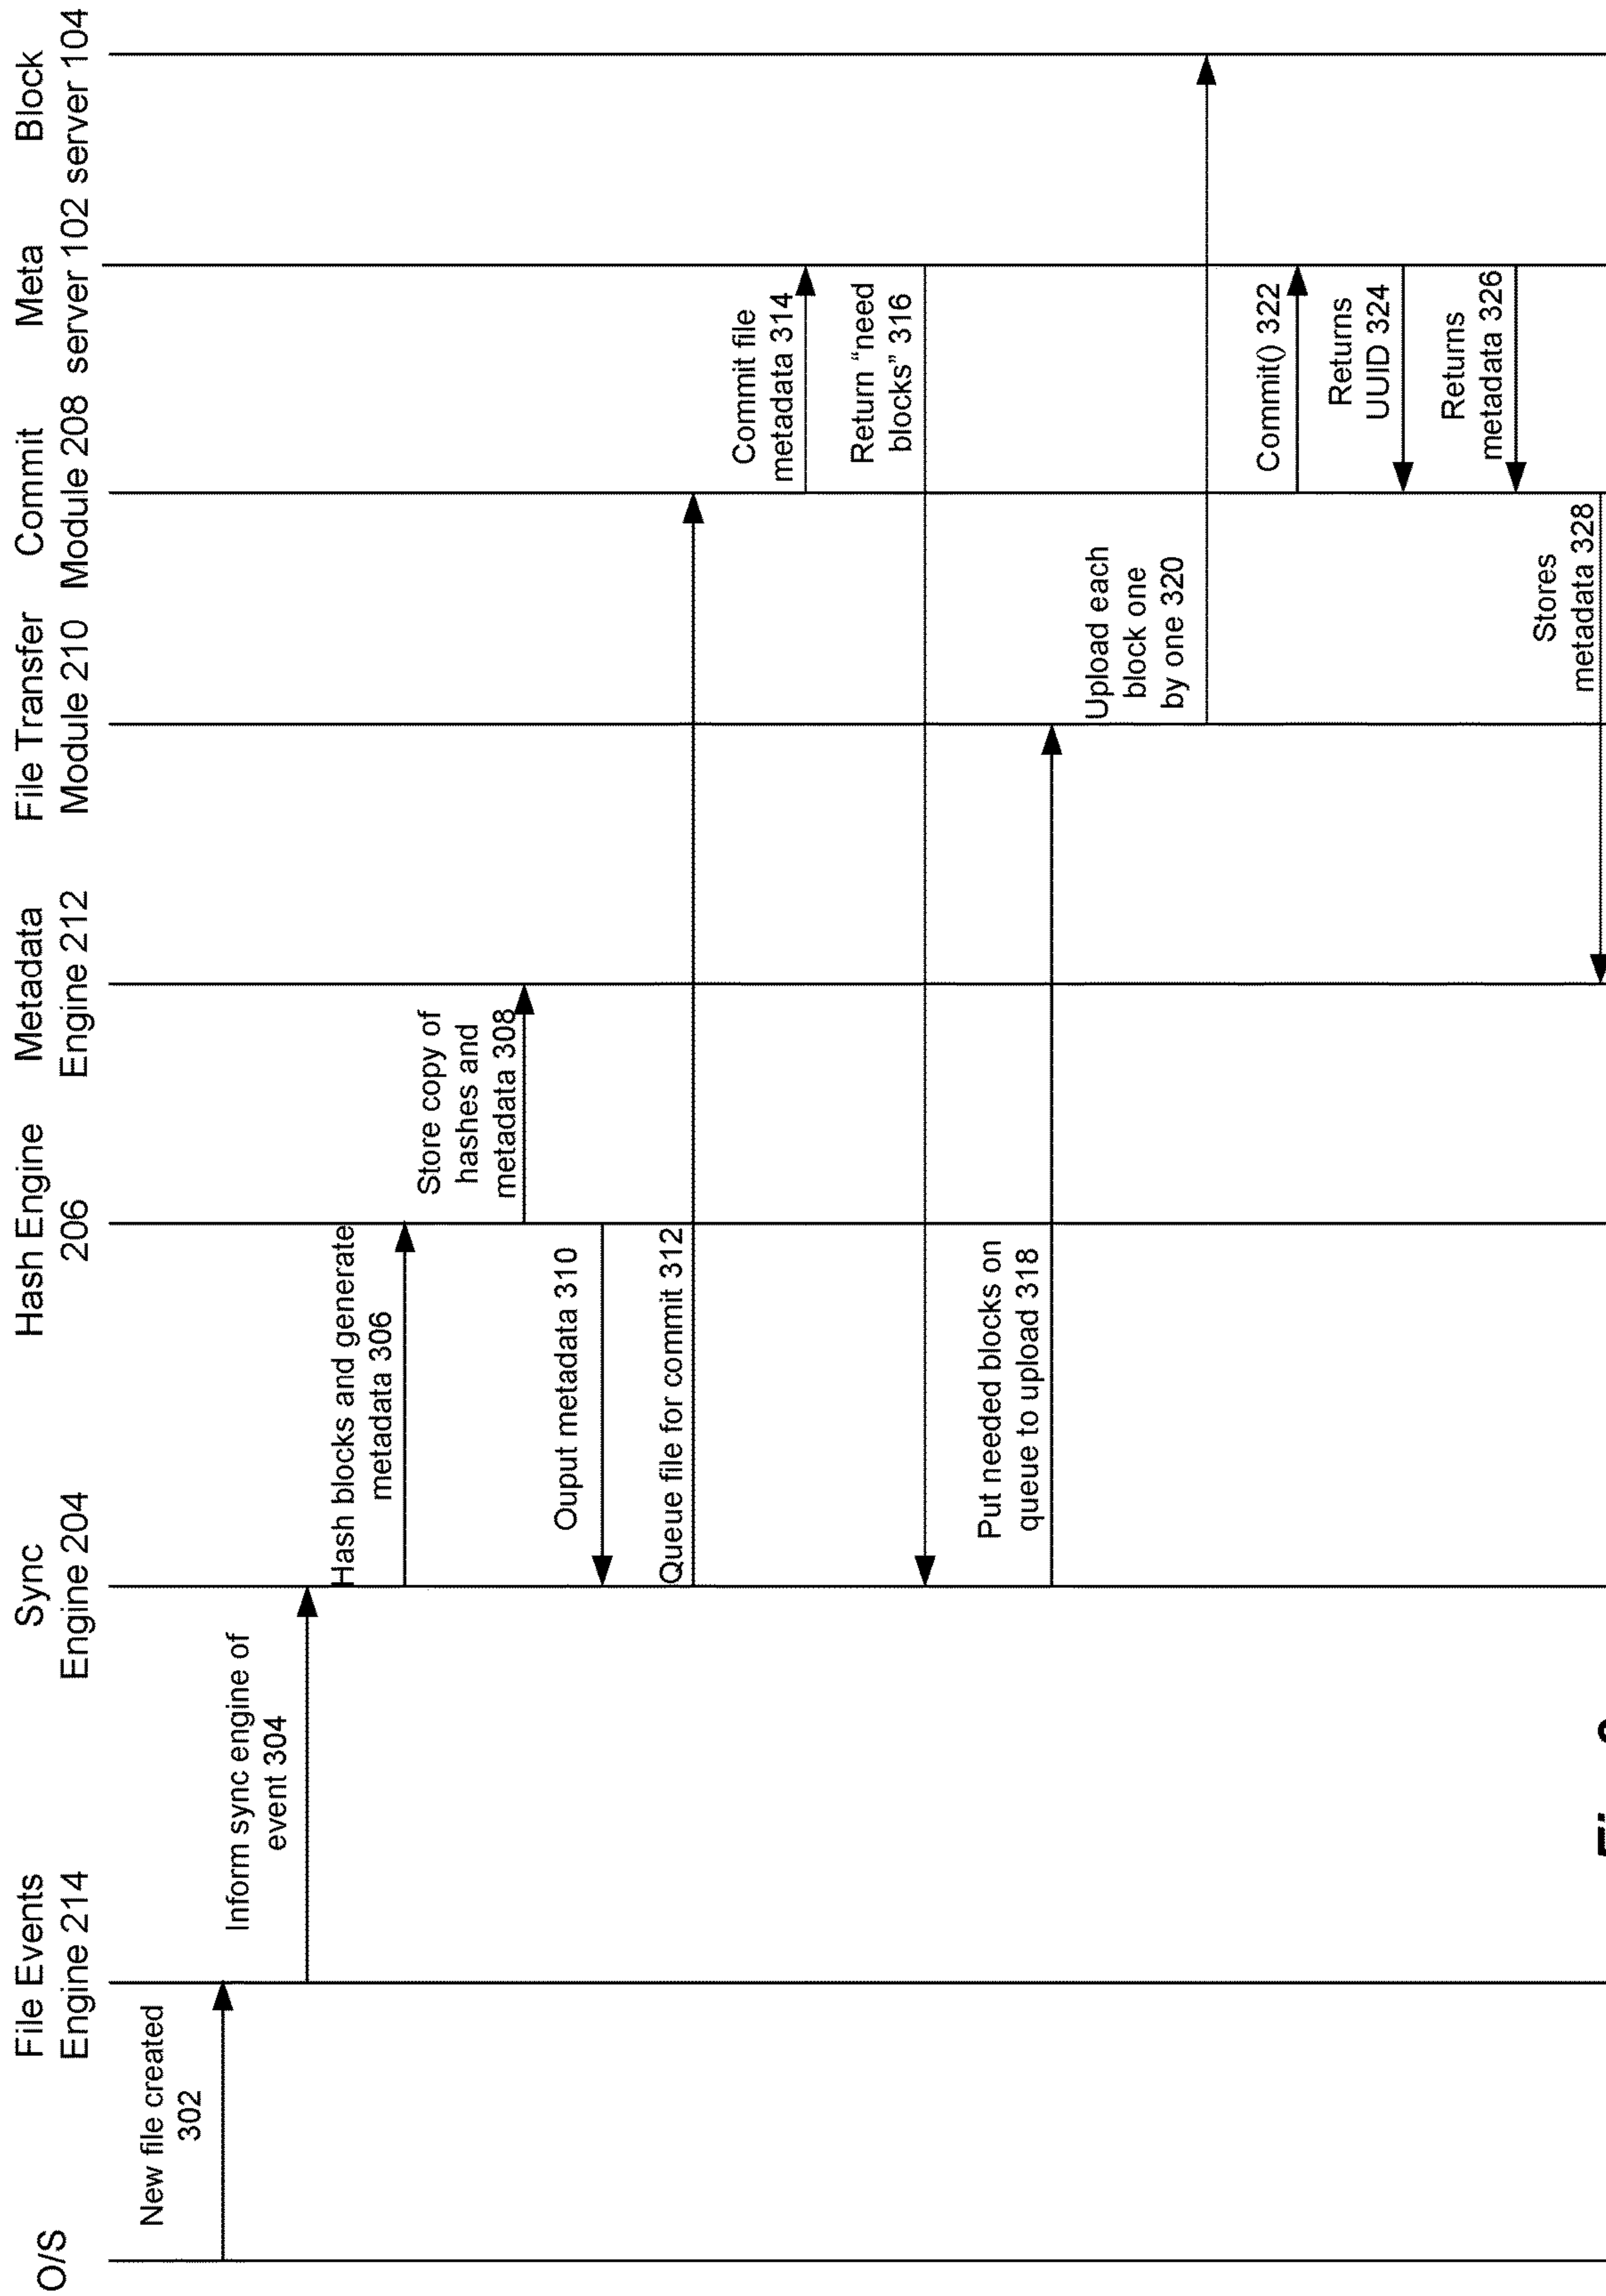 O/S
File Events
Engine 214
Sync
Engine 204
Hash Engine
206
Metadata
Engine 212
File Transfer
Module 210
Commit
Module 208
Meta
server 102
Block
server 104
New file created
302
Inform sync engine of
event 304
Hash blocks and generate
metadata 306
Store copy of
hashes and
metadata 308
Ouput metadata 310
Queue file for commit 312
Commit file
metadata 314
Return “need
blocks” 316
Put needed blocks on
queue to upload 318
Upload each
block one
by one 320
Commit() 322
Returns
UUID 324
Returns
metadata 326
Stores
metadata 328